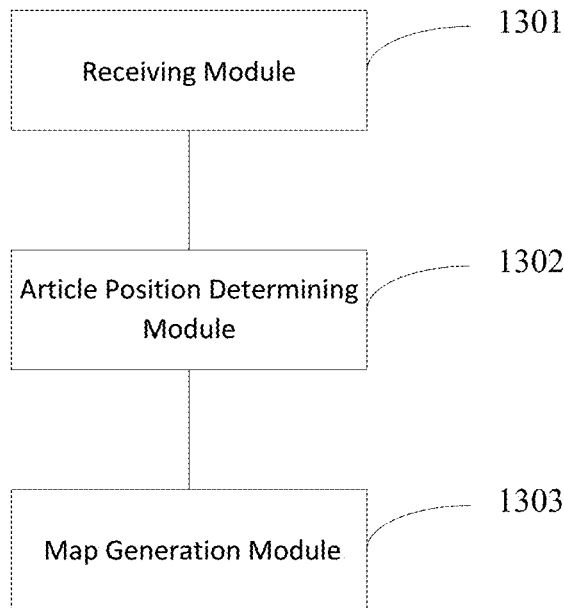 1301
Receiving Module
1302
Article Position Determining
Module
1303
Map Generation Module